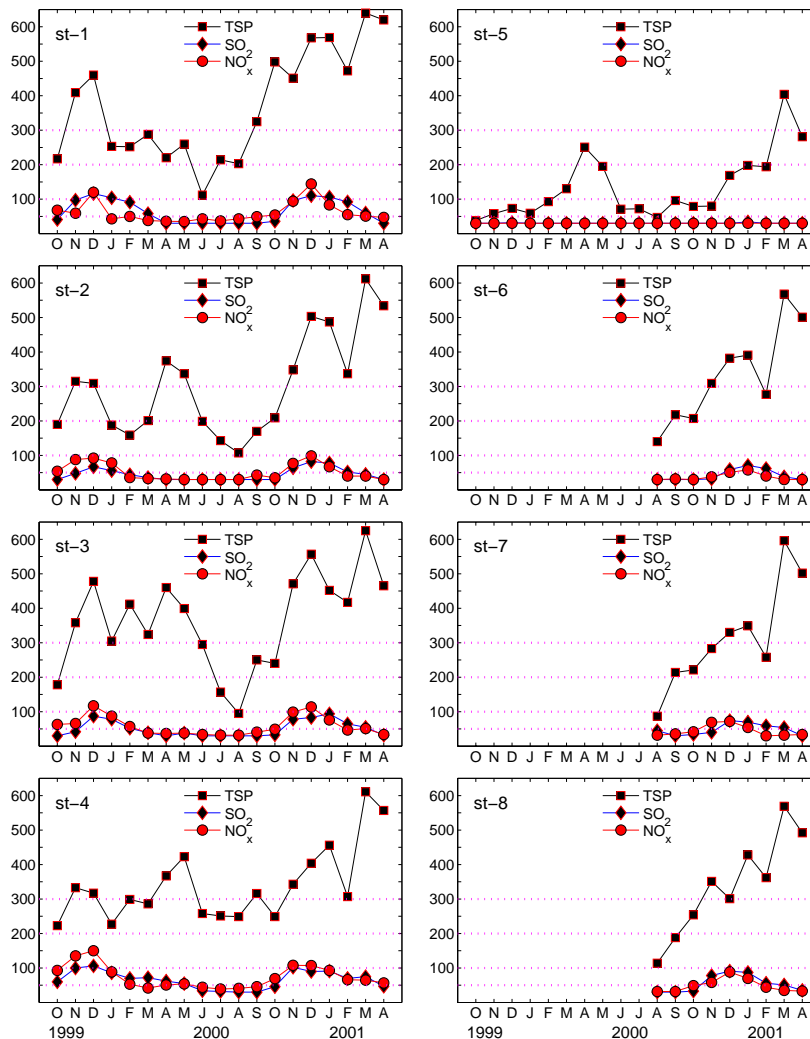 st-1
TSP
SO₂
NOₓ
600
500
400
300
200
100
O N D J F M A M J J A S O N D J F M A
st-5
TSP
SO₂
NOₓ
600
500
400
300
200
100
O N D J F M A M J J A S O N D J F M A
st-2
TSP
SO₂
NOₓ
600
500
400
300
200
100
O N D J F M A M J J A S O N D J F M A
st-6
TSP
SO₂
NOₓ
600
500
400
300
200
100
O N D J F M A M J J A S O N D J F M A
st-3
TSP
SO₂
NOₓ
600
500
400
300
200
100
O N D J F M A M J J A S O N D J F M A
st-7
TSP
SO₂
NOₓ
600
500
400
300
200
100
O N D J F M A M J J A S O N D J F M A
st-4
TSP
SO₂
NOₓ
600
500
400
300
200
100
O N D J F M A M J J A S O N D J F M A
1999 2000 2001
st-8
TSP
SO₂
NOₓ
600
500
400
300
200
100
O N D J F M A M J J A S O N D J F M A
1999 2000 2001